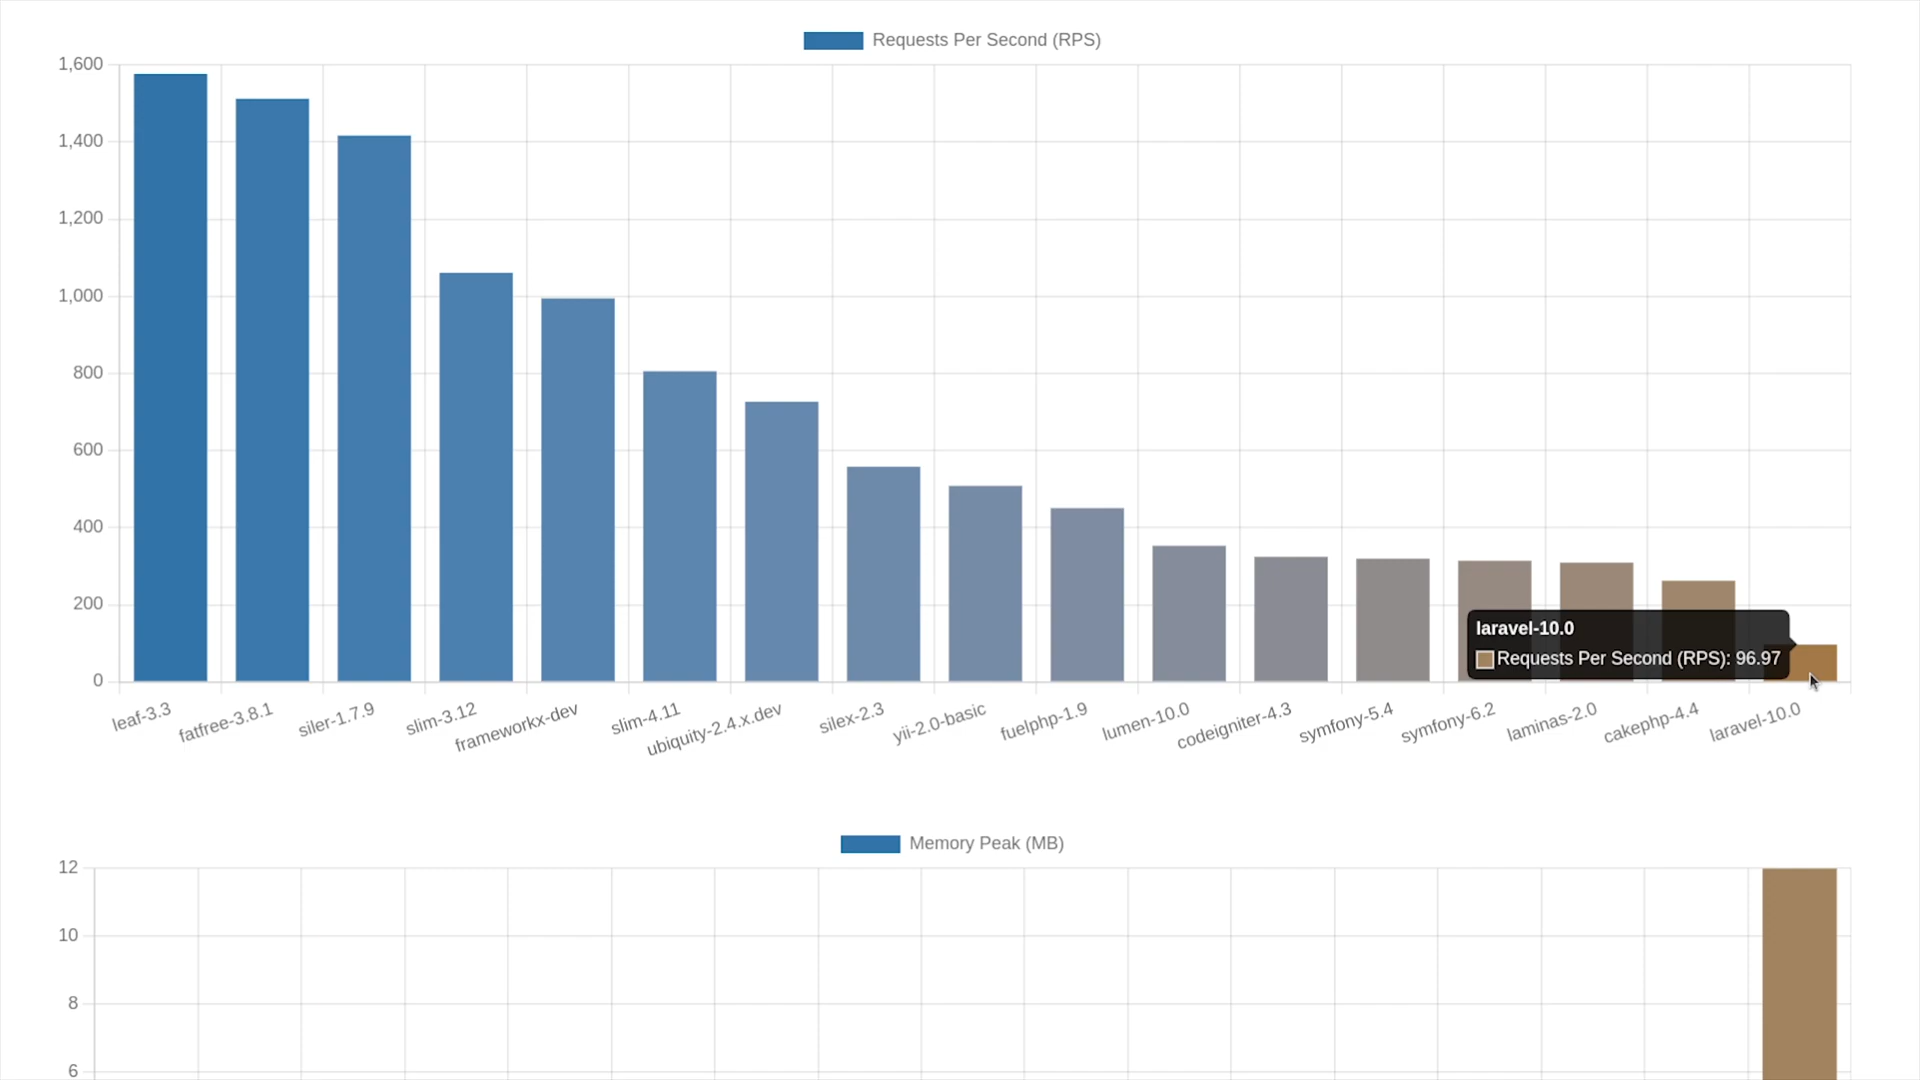 Requests Per Second (RPS)
1,600
1,400
1,200
1,000
800
600
400
200
0
laravel-10.0
Requests Per Second (RPS): 96.97
leaf-3.3
fatfree-3.8.1
siler-1.7.9
slim-3.12
frameworkx-dev
slim-4.11
ubiquity-2.4.x.dev
silex-2.3
yii-2.0-basic
fuelphp-1.9
lumen-10.0
codeigniter-4.3
symfony-5.4
symfony-6.2
laminas-2.0
cakephp-4.4
laravel-10.0
Memory Peak (MB)
12
10
8
6